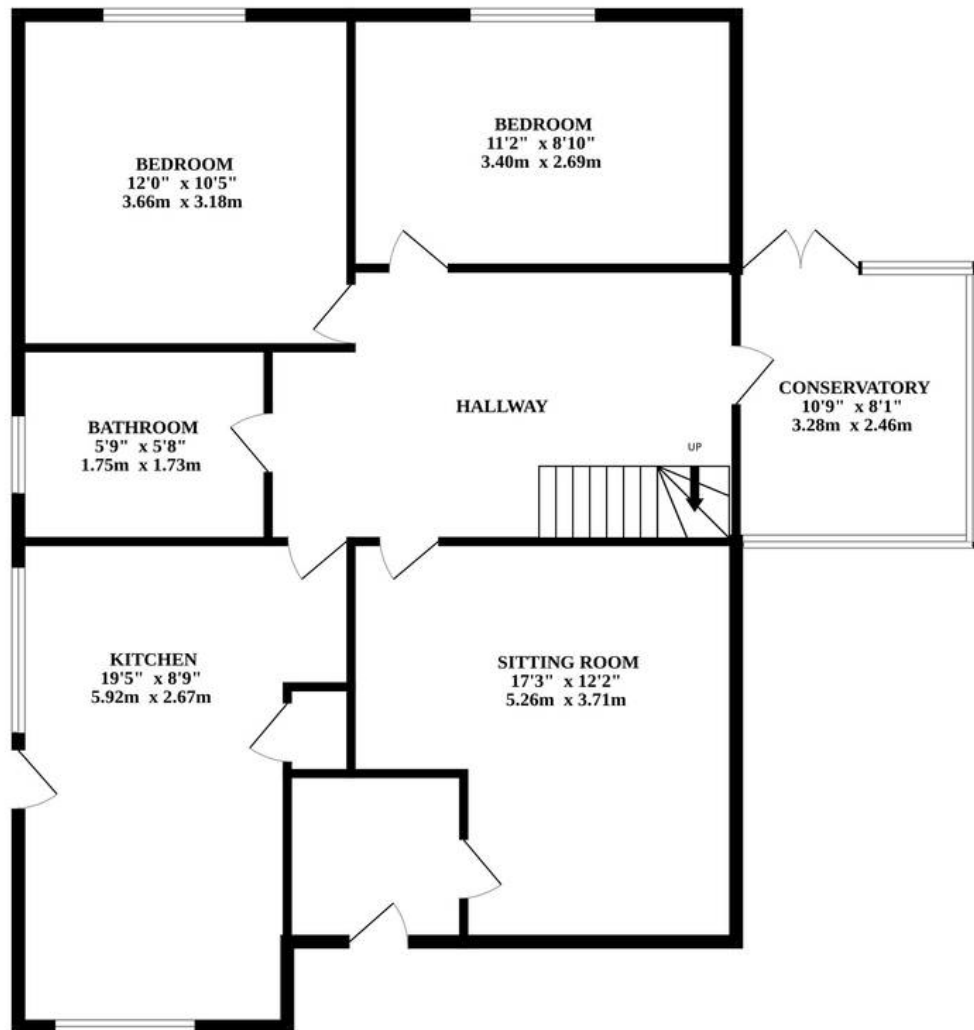 BEDROOM
12'0" x 10'5"
3.66m x 3.18m
BEDROOM
11'2" x 8'10"
3.40m x 2.69m
BATHROOM
5'9" x 5'8"
1.75m x 1.73m
HALLWAY
UP
CONSERVATORY
10'9" x 8'1"
3.28m x 2.46m
KITCHEN
19'5" x 8'9"
5.92m x 2.67m
SITTING ROOM
17'3" x 12'2"
5.26m x 3.71m